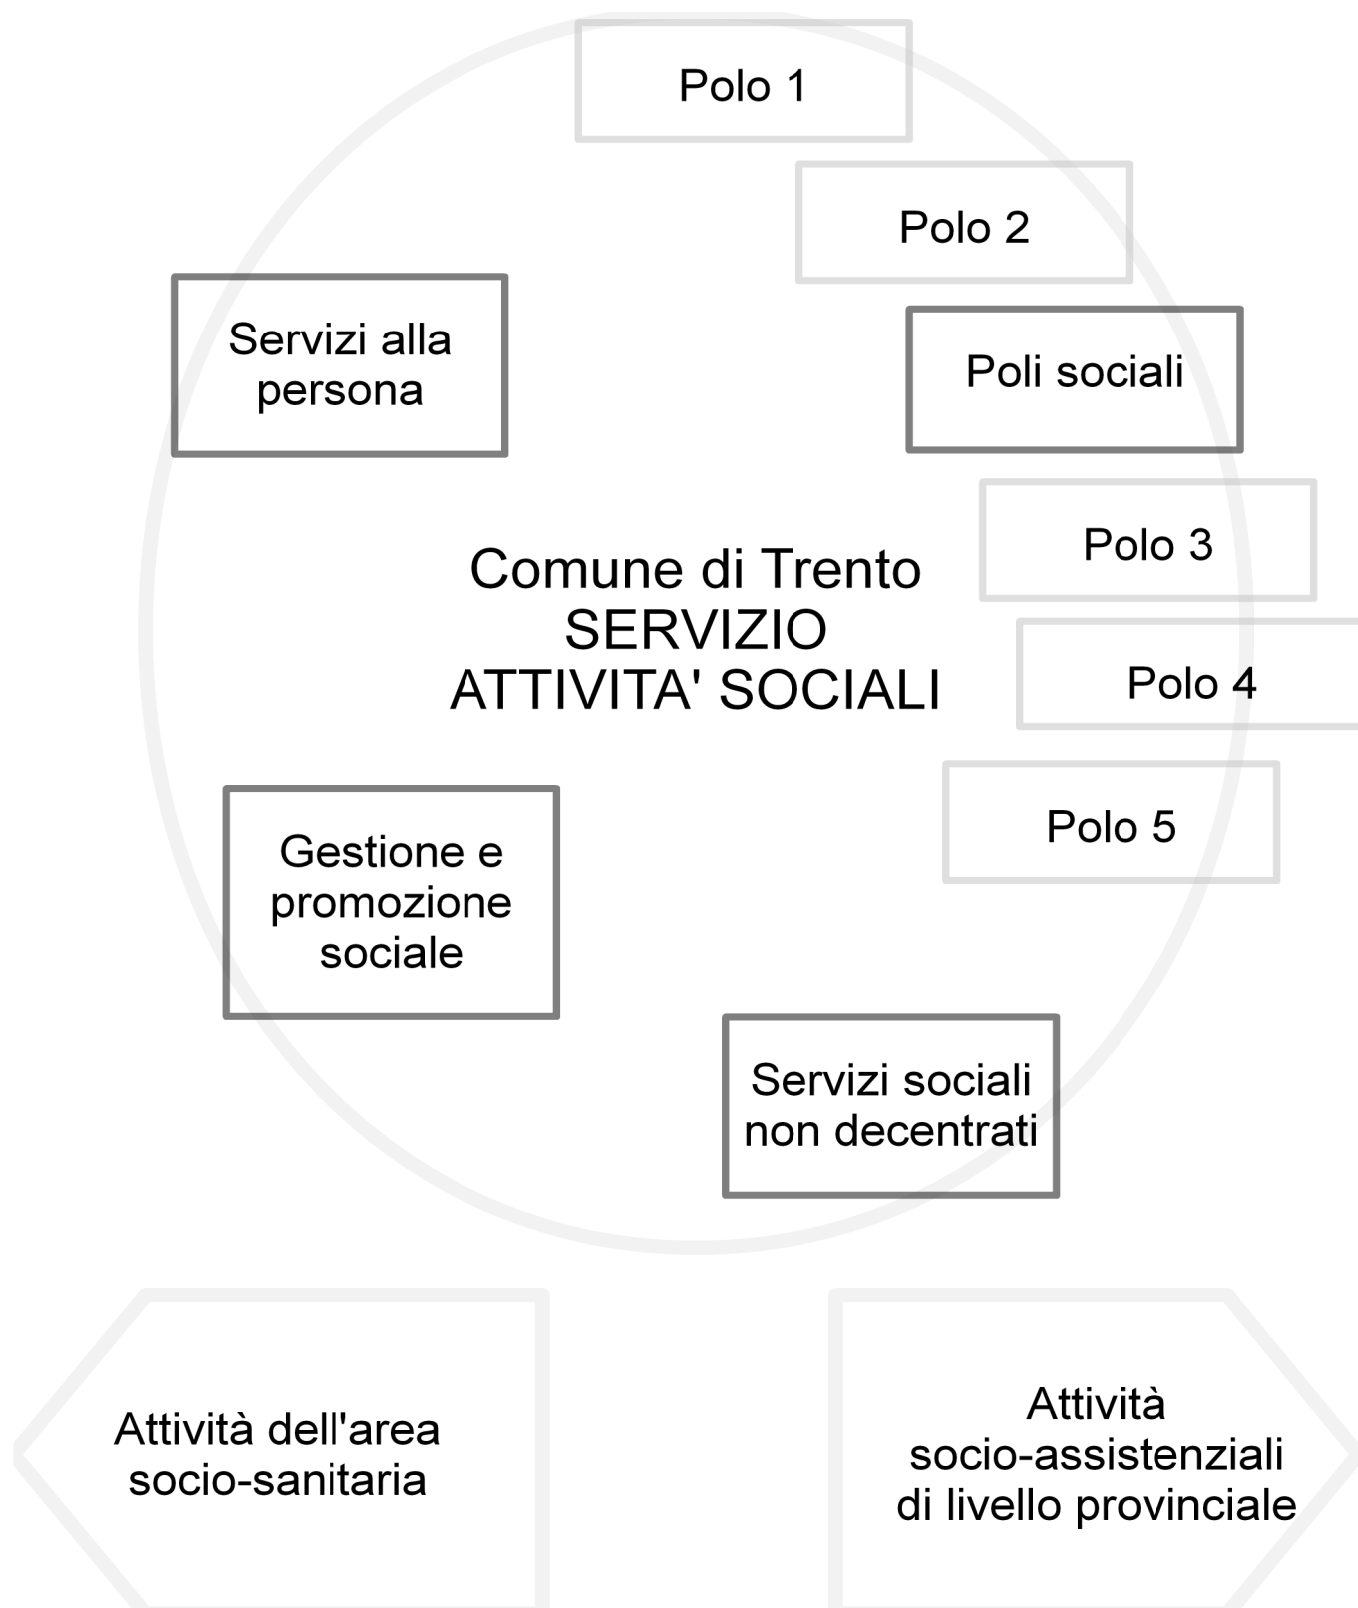 Polo 1
Polo 2
Servizi alla
persona
Poli sociali
Polo 3
Comune di Trento
SERVIZIO
ATTIVITA' SOCIALI
Polo 4
Polo 5
Gestione e
promozione
sociale
Servizi sociali
non decentrati
Attività dell'area
socio-sanitaria
Attività
socio-assistenziali
di livello provinciale